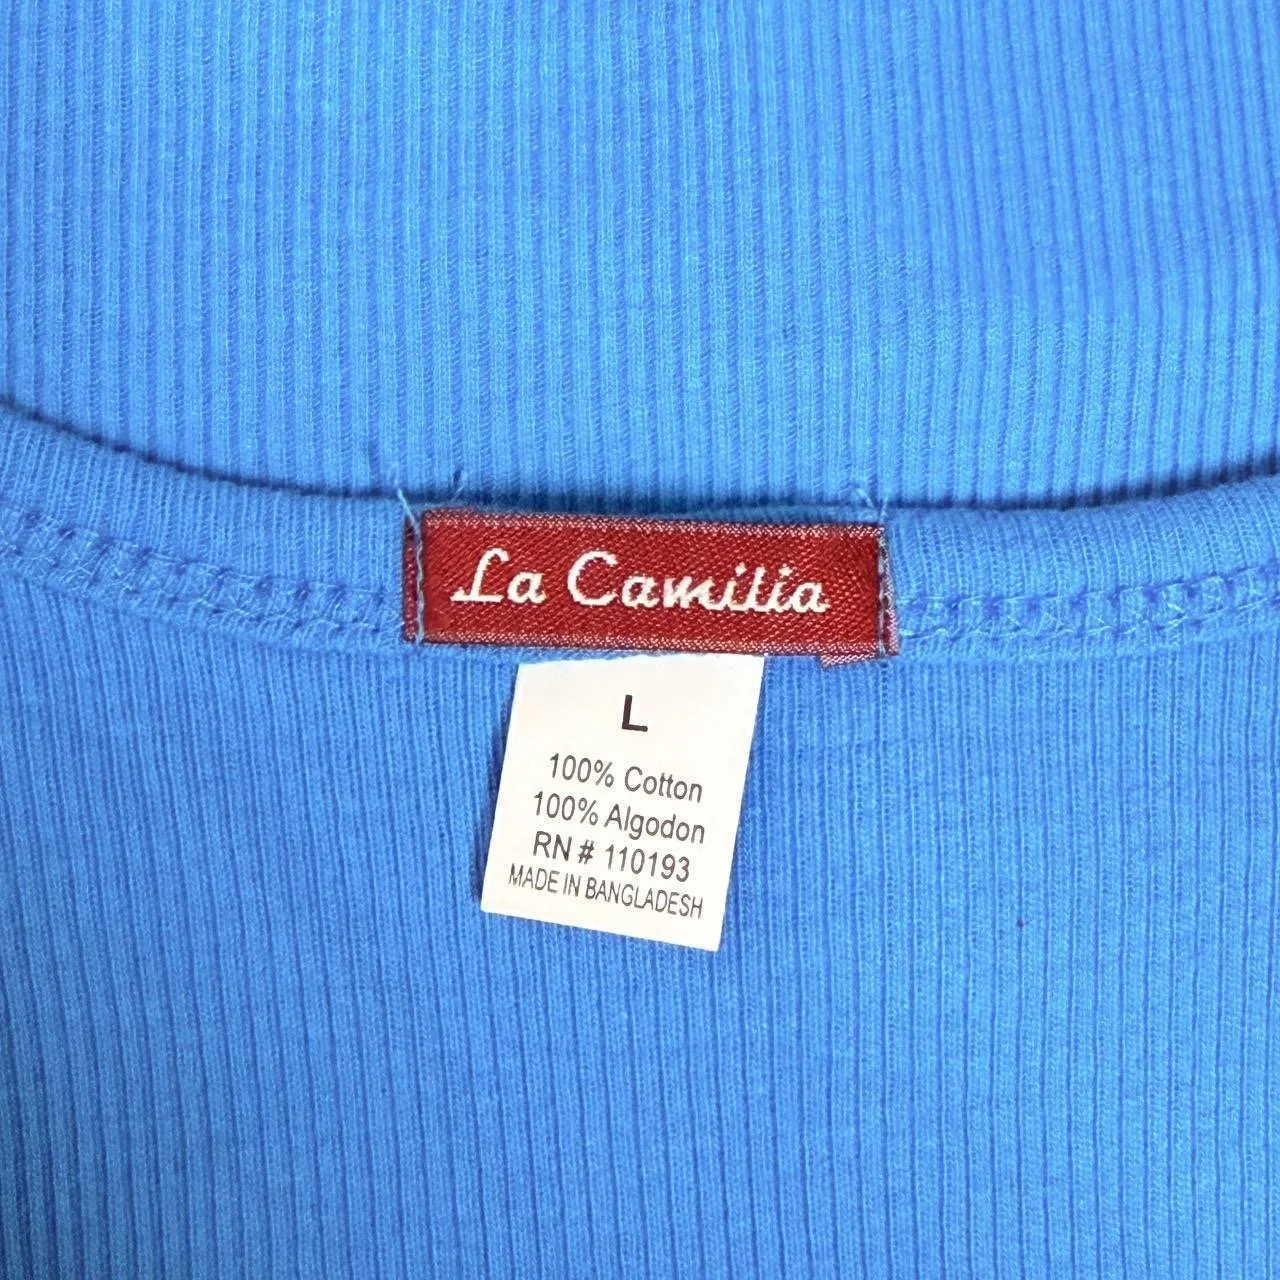 La Camilia
L
100% Cotton
100% Algodon
RN # 110193
MADE IN BANGLADESH